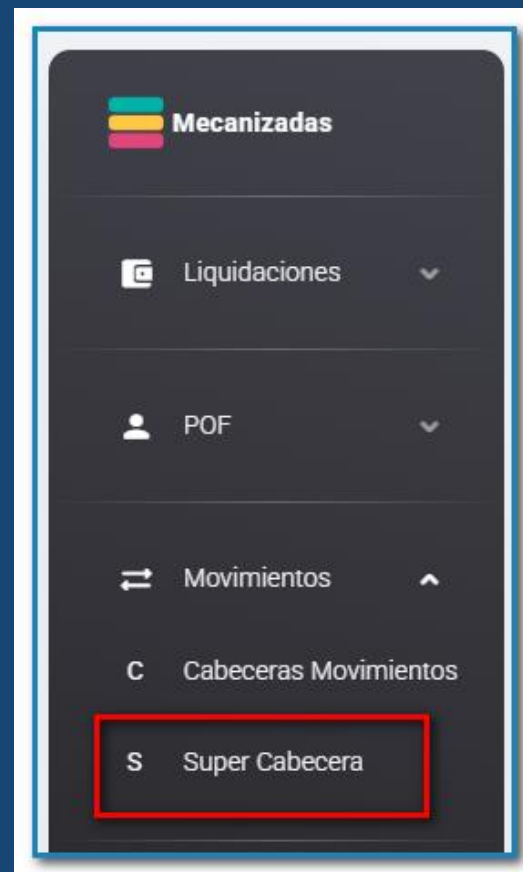 Mecanizadas
Liquidaciones
POF
Movimientos
C Cabeceras Movimientos
S Super Cabecera